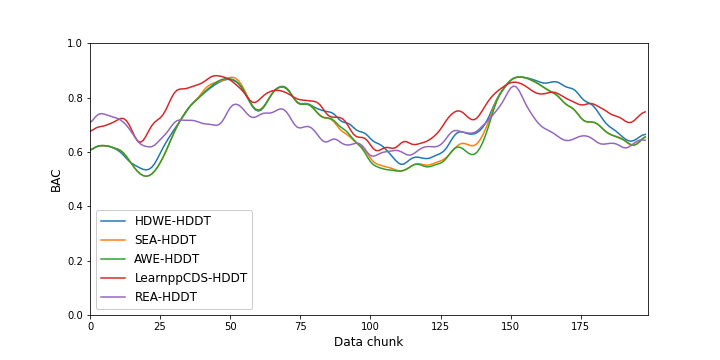 1.0
0.8
0.6
0.4
0.2
0.0
BAC
HDWE-HDDT
SEA-HDDT
AWE-HDDT
LearnppCDS-HDDT
REA-HDDT
0 25 50 75 100 125 150 175
Data chunk